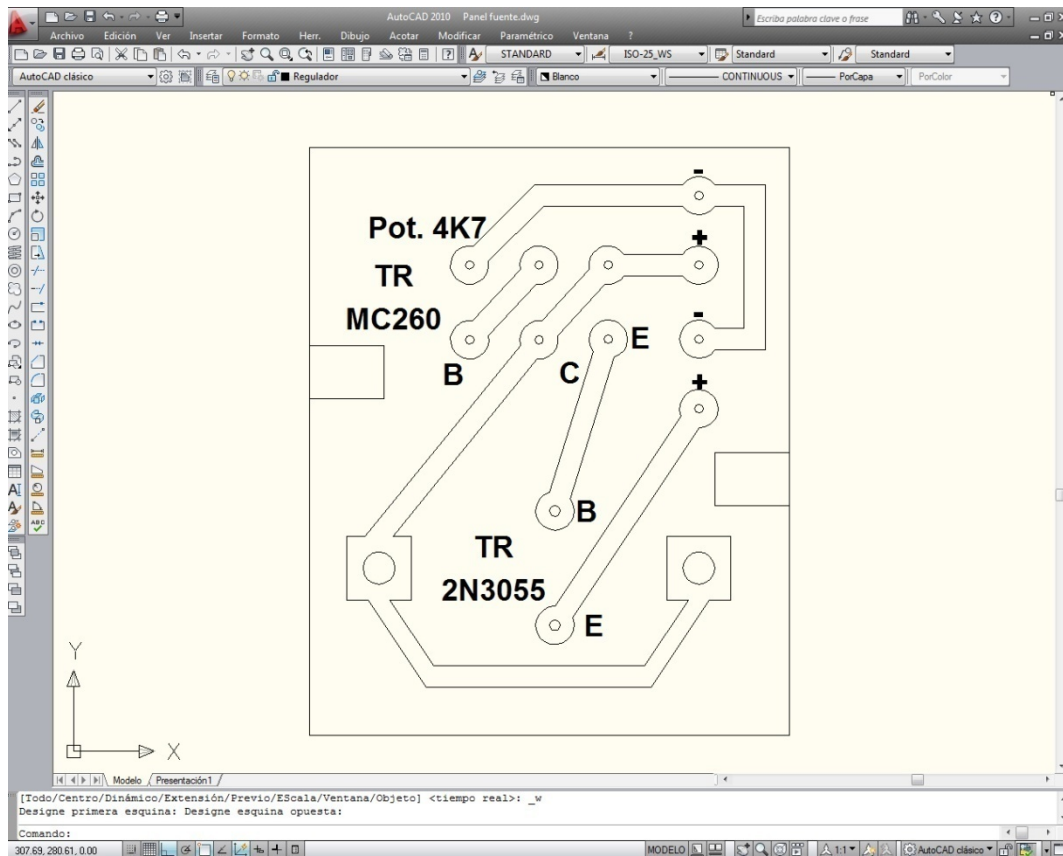 AutoCAD 2010 Panel fuente.dwg
Escriba palabra clave o frase
Archivo Edición Ver Insertar Formato Herr. Dibujo Acotar Modificar Paramétrico Ventana ?
STANDARD ISO-25_WS Standard Standard
AutoCAD clásico Regulador Blanco CONTINUOUS PorCapa PorColor
-
Pot. 4K7
+
TR
MC260
-
E
B
C
+
B
TR
2N3055
E
Y
X
Modelo Presentación1
[Todo/Centro/Dinámico/Extensión/Previo/EScala/Ventana/Objeto] <tiempo real>: _w
Designe primera esquina: Designe esquina opuesta:
Comando:
307.69, 280.61, 0.00 MODELO 1:1 AutoCAD clásico